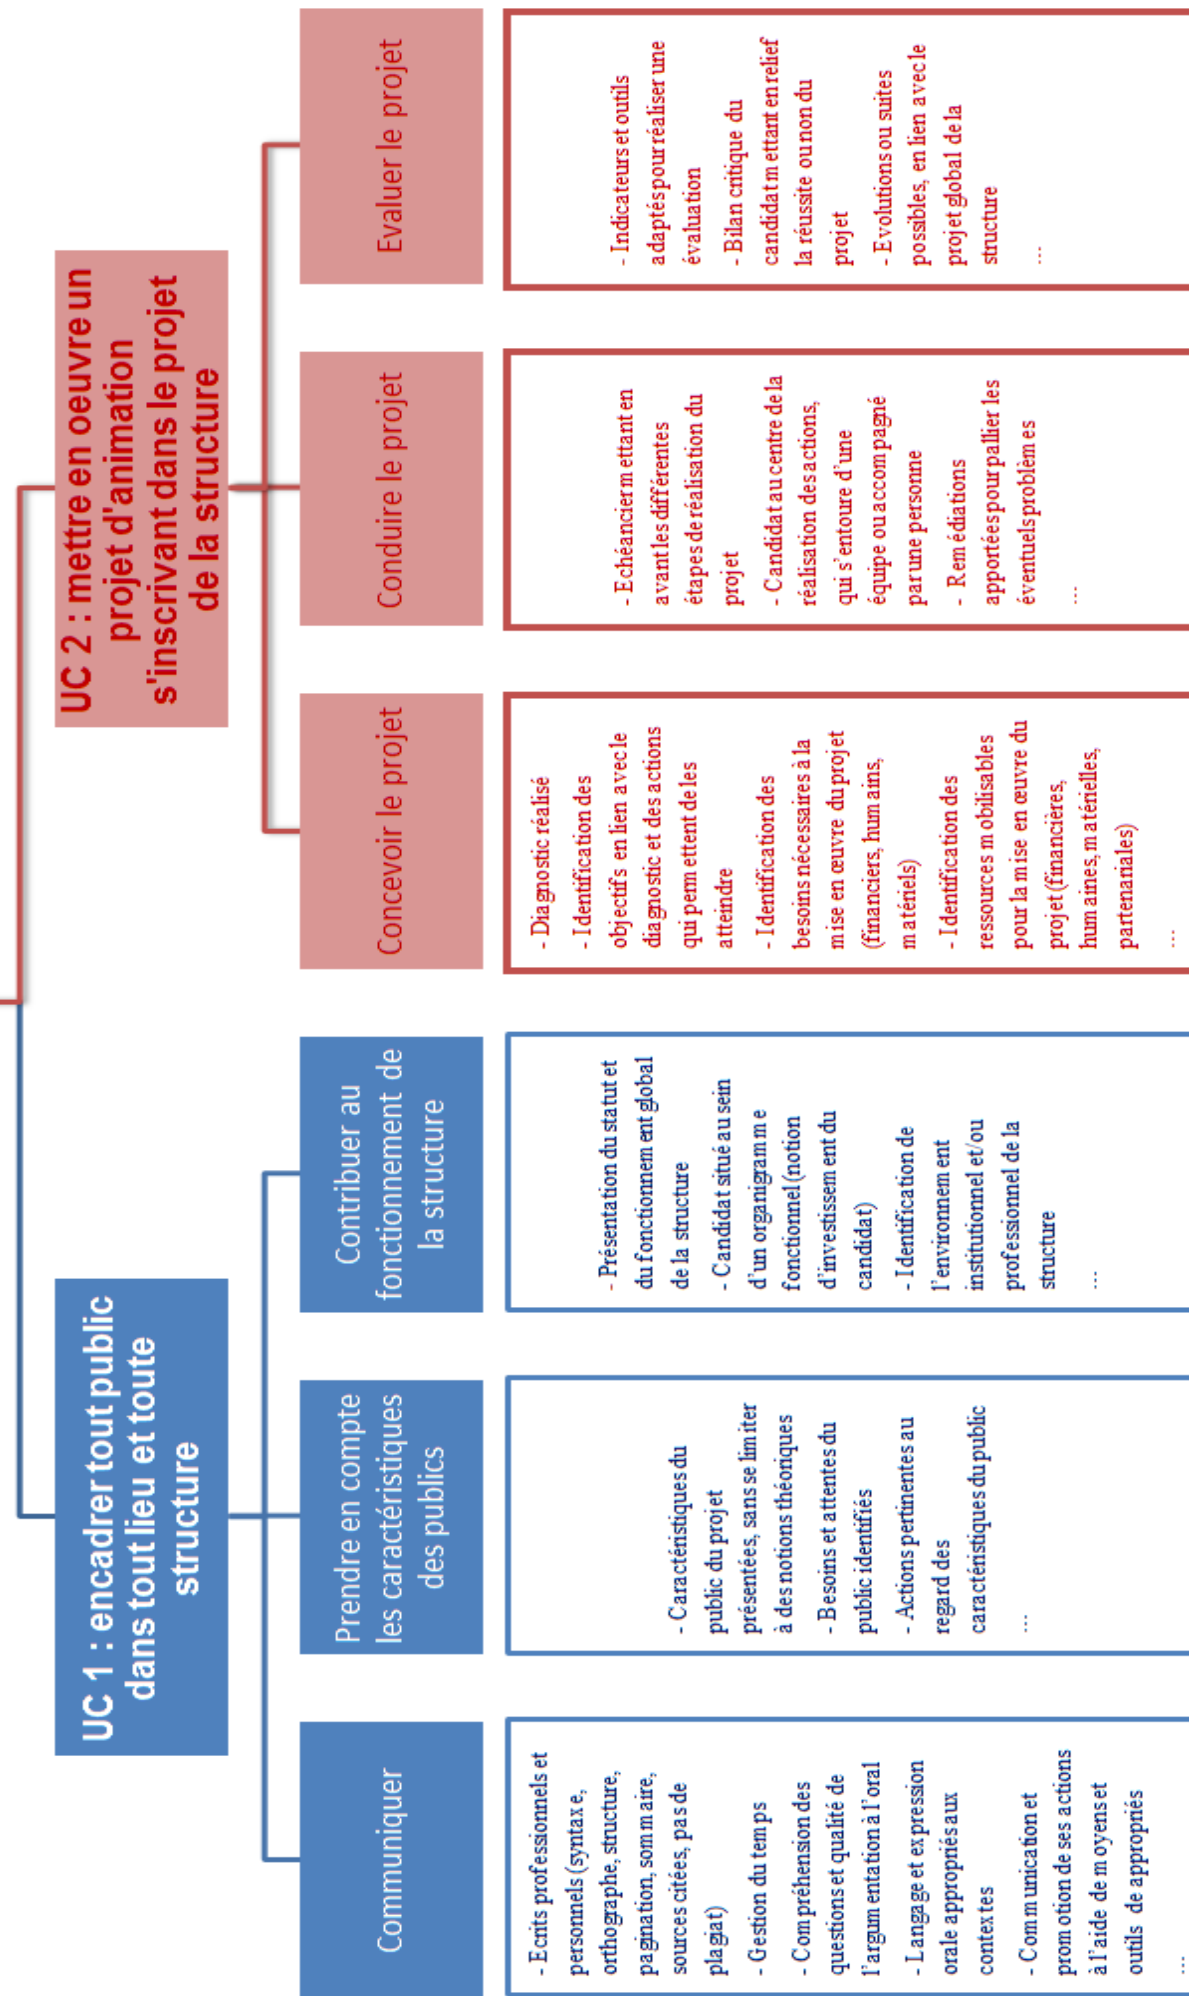 UC 1 : encadrer tout public
dans tout lieu et toute
structure
Communiquer
- Ecrits professionnels et
personnels (syntaxe,
orthographe, structure,
pagination, sommaire,
sources citées, pas de
plagiat)
- Gestion du temps
- Compréhension des
questions et qualité de
l'argumentation à l'oral
- Langage et expression
orale appropriés aux
contextes
- Communication et
promotion de ses actions
à l'aide de moyens et
outils de appropriés
...
Prendre en compte
les caractéristiques
des publics
- Caractéristiques du
public du projet
présentées, sans se limiter
à des notions théoriques
- Besoins et attentes du
public identifiés
- Actions pertinentes au
regard des
caractéristiques du public
...
Contribuer au
fonctionnement de
la structure
- Présentation du statut et
du fonctionnement global
de la structure
- Candidat situé au sein
d'un organigramme
fonctionnel (notion
d'investissement du
candidat)
- Identification de
l'environnement
institutionnel et/ou
professionnel de la
structure
...
UC 2 : mettre en oeuvre un
projet d'animation
s'inscrivant dans le projet
de la structure
Concevoir le projet
- Diagnostic réalisé
- Identification des
objectifs en lien avec le
diagnostic et des actions
qui permettent de les
atteindre
- Identification des
besoins nécessaires à la
mise en œuvre du projet
(financiers, humains,
matériels)
- Identification des
ressources mobilisables
pour la mise en œuvre du
projet (financières,
humaines, matérielles,
partenariales)
...
Conduire le projet
- Echéancier mettant en
avant les différentes
étapes de réalisation du
projet
- Candidat au centre de la
réalisation des actions,
qui s'entoure d'une
équipe ou accompagné
par une personne
- Remédiations
apportées pour pallier les
éventuels problèmes
...
Evaluer le projet
- Indicateurs et outils
adaptés pour réaliser une
évaluation
- Bilan critique du
candidat mettant en relief
la réussite ou non du
projet
- Evolutions ou suites
possibles, en lien avec le
projet global de la
structure
...